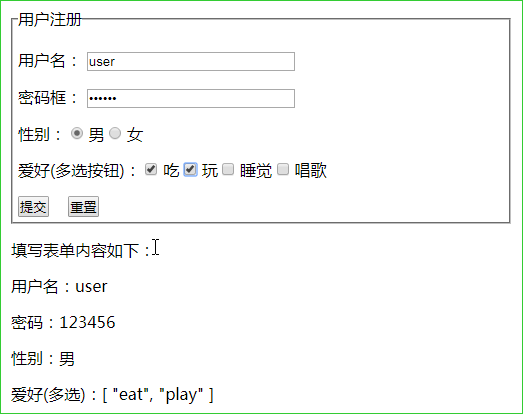 用户注册
用户名： user
密码框： ••••••
性别： 男 女
爱好(多选按钮)： 吃 玩 睡觉 唱歌
提交 重置
填写表单内容如下：
用户名：user
密码：123456
性别：男
爱好(多选)：[ "eat", "play" ]